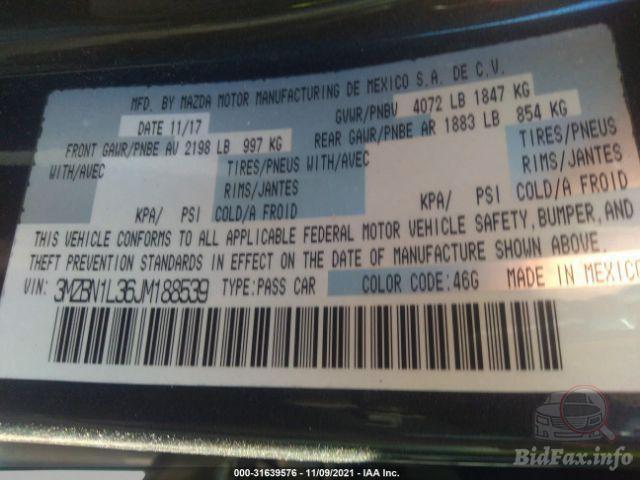 MFD. BY MAZDA MOTOR MANUFACTURING DE MEXICO S.A. DE C.V.
DATE 11/17 GVWR/PNBV 4072 LB 1847 KG
FRONT GAWR/PNBE AV 2198 LB 997 KG REAR GAWR/PNBE AR 1883 LB 854 KG
WITH/AVEC TIRES/PNEUS WITH/AVEC TIRES/PNEUS
RIMS/JANTES RIMS/JANTES
KPA/ PSI COLD/A FROID KPA/ PSI COLD/A FROID
THIS VEHICLE CONFORMS TO ALL APPLICABLE FEDERAL MOTOR VEHICLE SAFETY, BUMPER, AND
THEFT PREVENTION STANDARDS IN EFFECT ON THE DATE OF MANUFACTURE SHOWN ABOVE.
VIN: 3MZBN1L36JM188539 TYPE:PASS CAR COLOR CODE:46G MADE IN MEXICO
BidFax.info
000-31639576 - 11/09/2021 - IAA Inc.